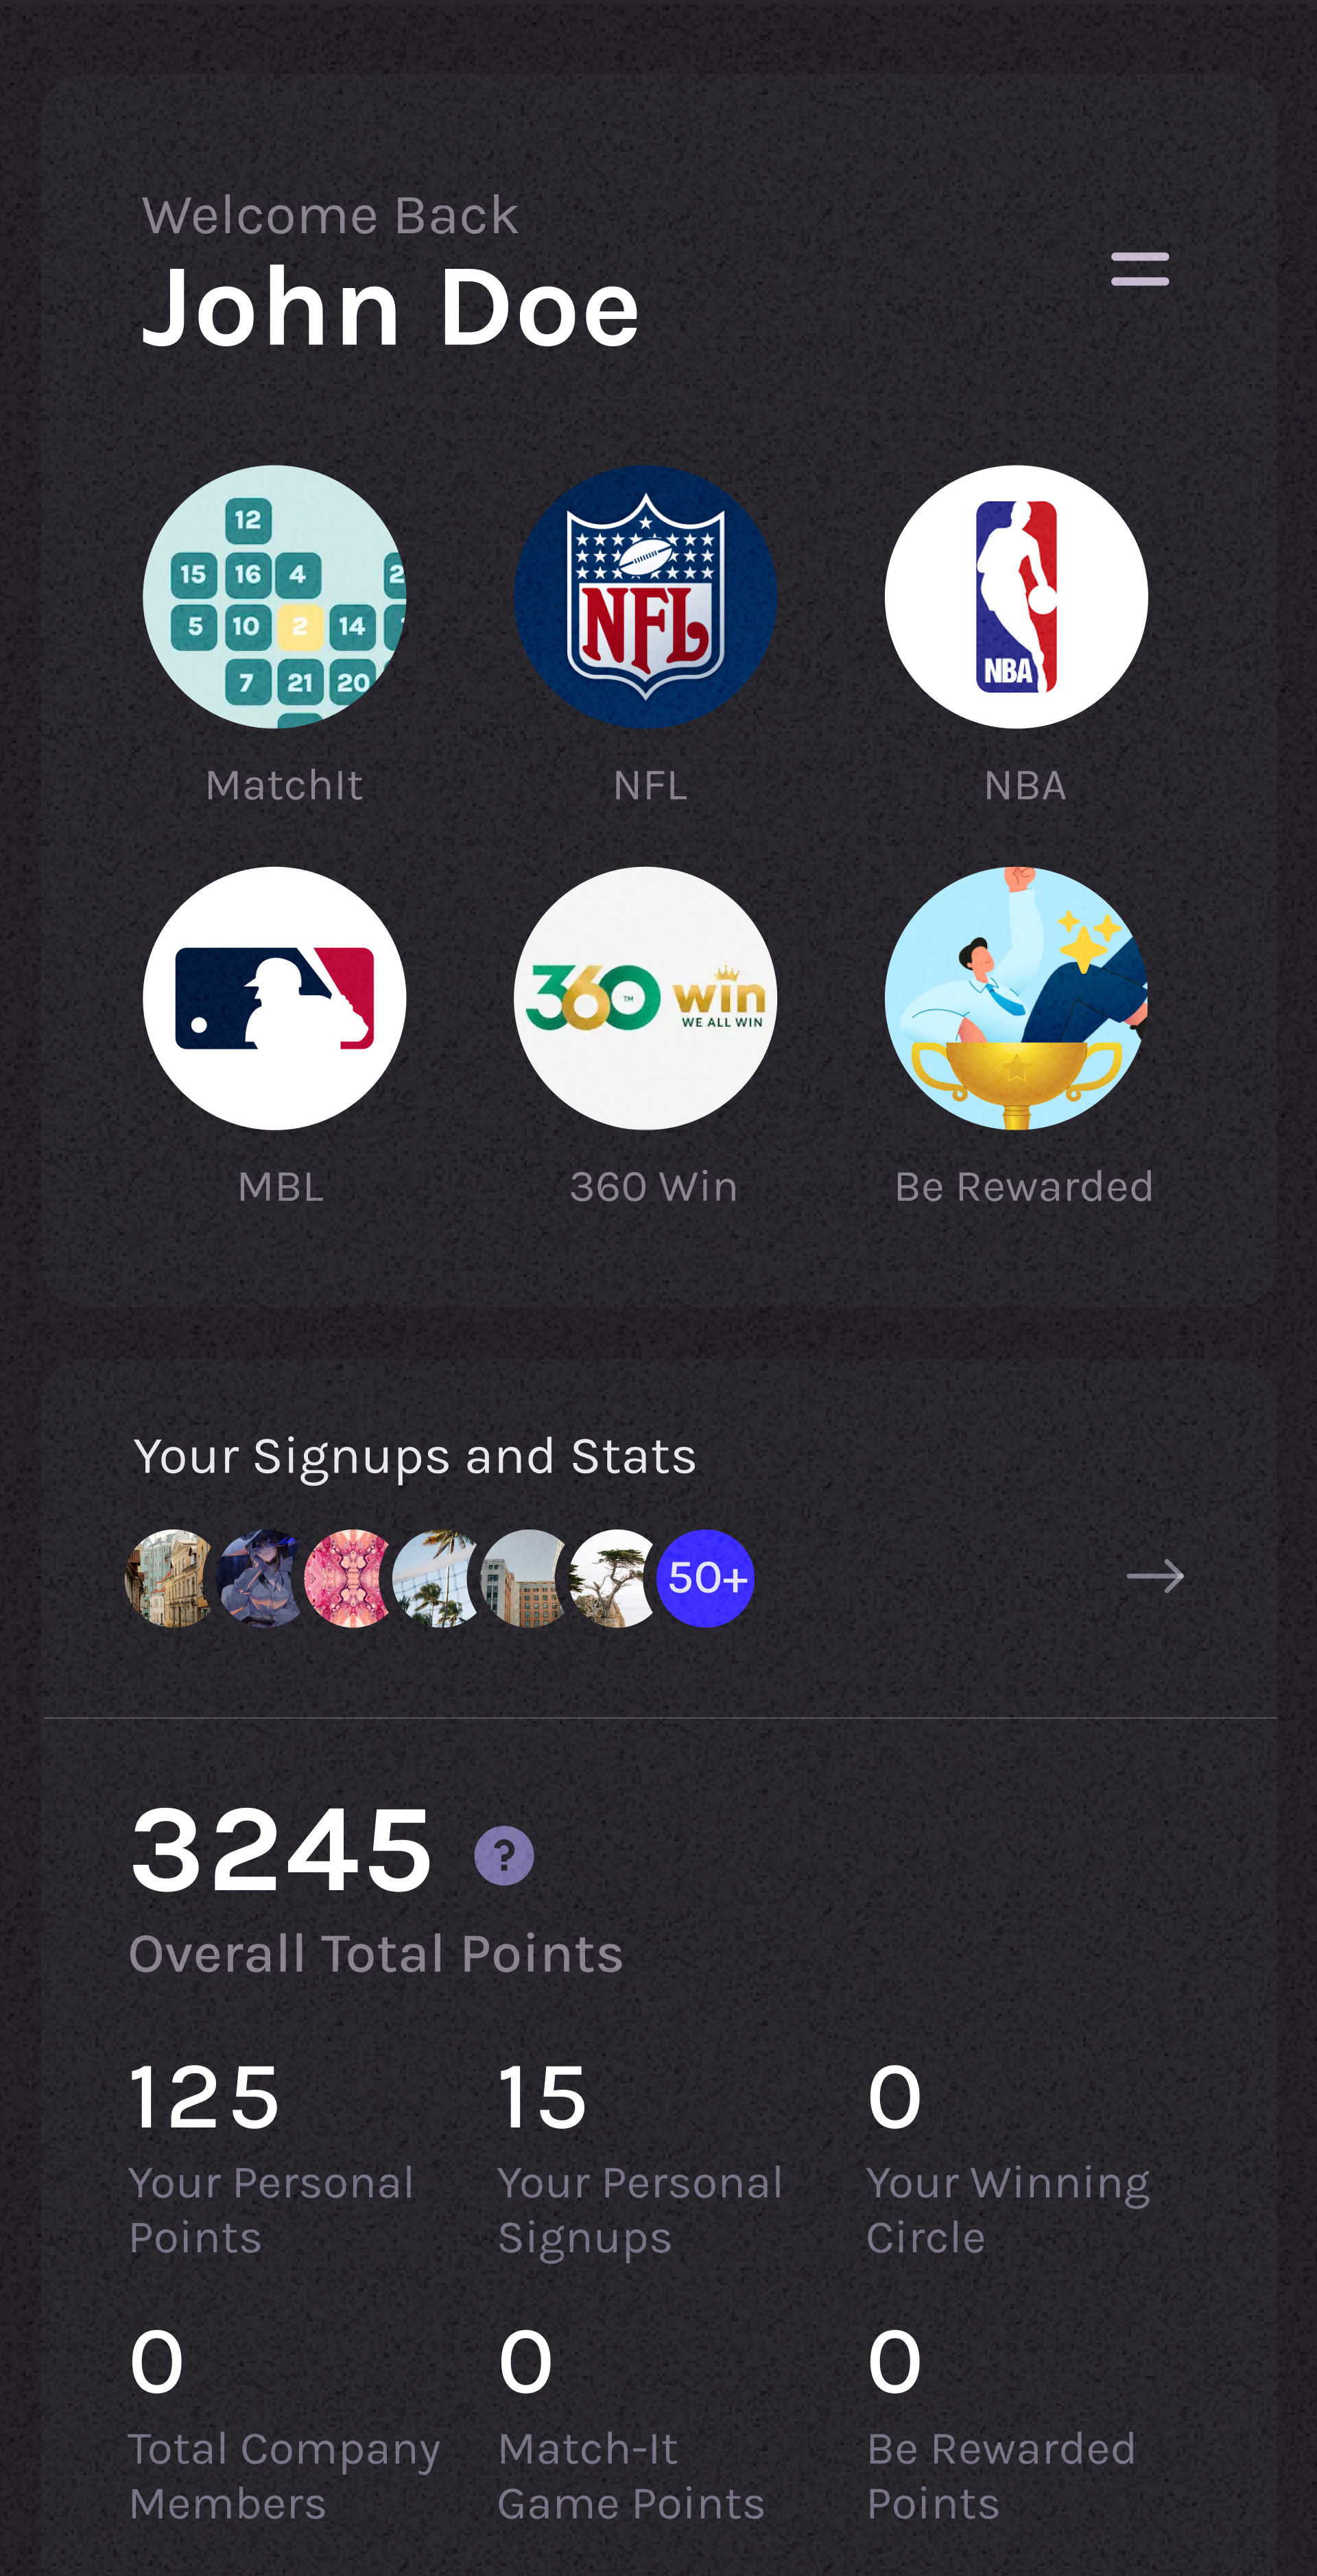 Welcome Back
John Doe
12
15 16 4
5 10 2 14
7 21 20
NFL
NBA
MatchIt NFL NBA
360 TM win
WE ALL WIN
MBL 360 Win Be Rewarded
Your Signups and Stats
50+
3245 ?
Overall Total Points
125 15 0
Your Personal Your Personal Your Winning
Points Signups Circle
0 0 0
Total Company Match-It Be Rewarded
Members Game Points Points